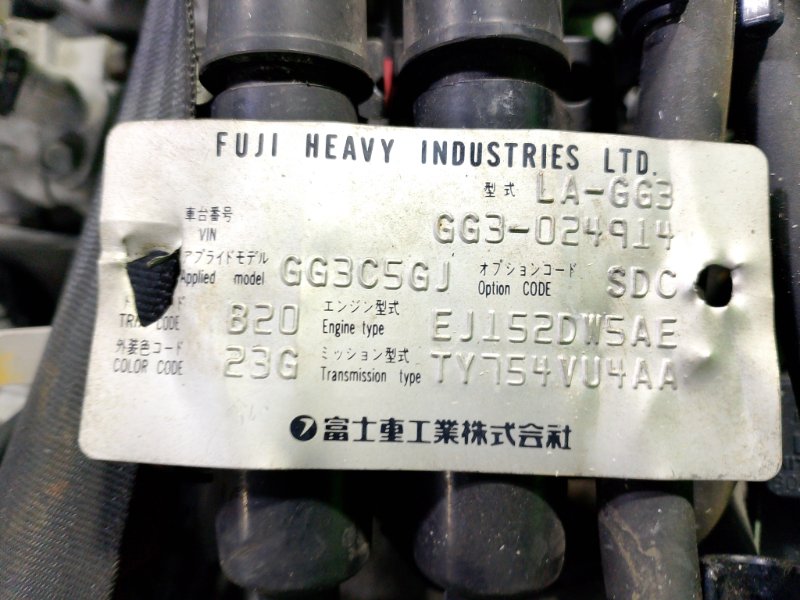 FUJI HEAVY INDUSTRIES LTD.
型式 LA-GG3
車台番号 VIN GG3-024914
アプライドモデル Applied model GG3C5GJ オプションコード Option CODE SDC
CODE B20 エンジン型式 Engine type EJ152DW5AE
外装色コード COLOR CODE 23G ミッション型式 Transmission type TY754VU4AA
富士重工業株式会社